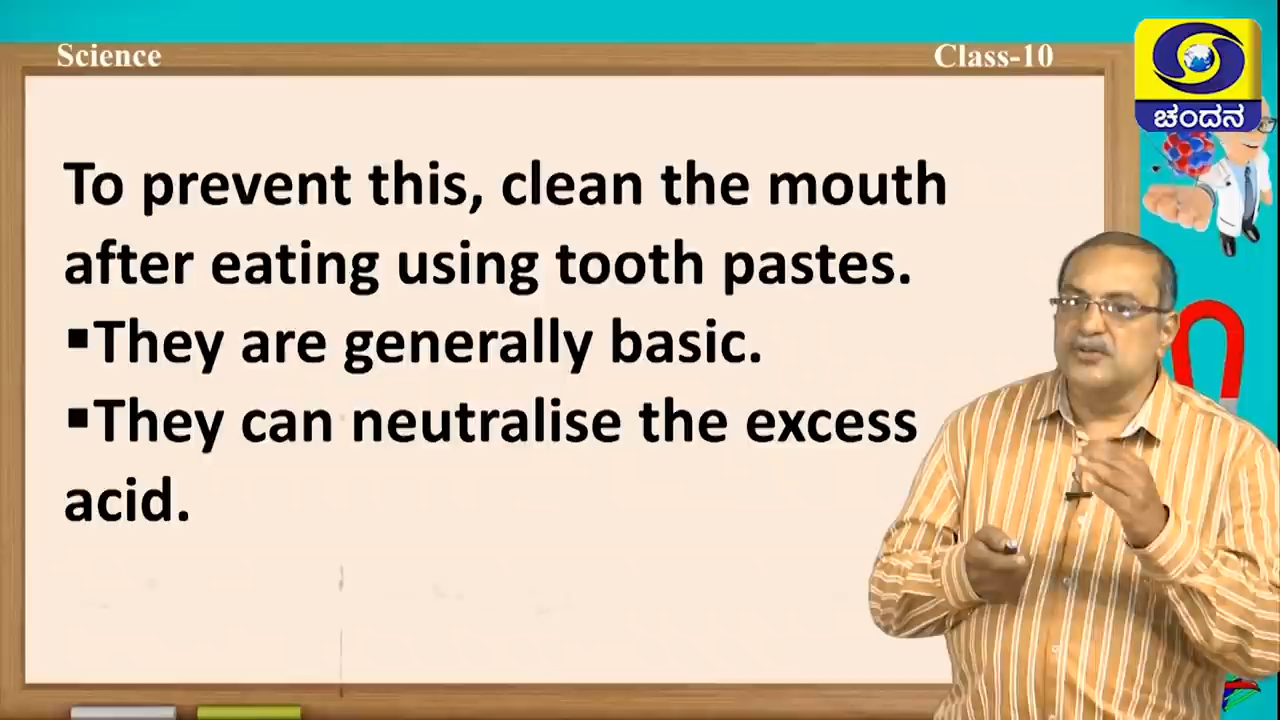 Science
Class-10
ಚಂದನ
To prevent this, clean the mouth
after eating using tooth pastes.
▪They are generally basic.
▪They can neutralise the excess
acid.